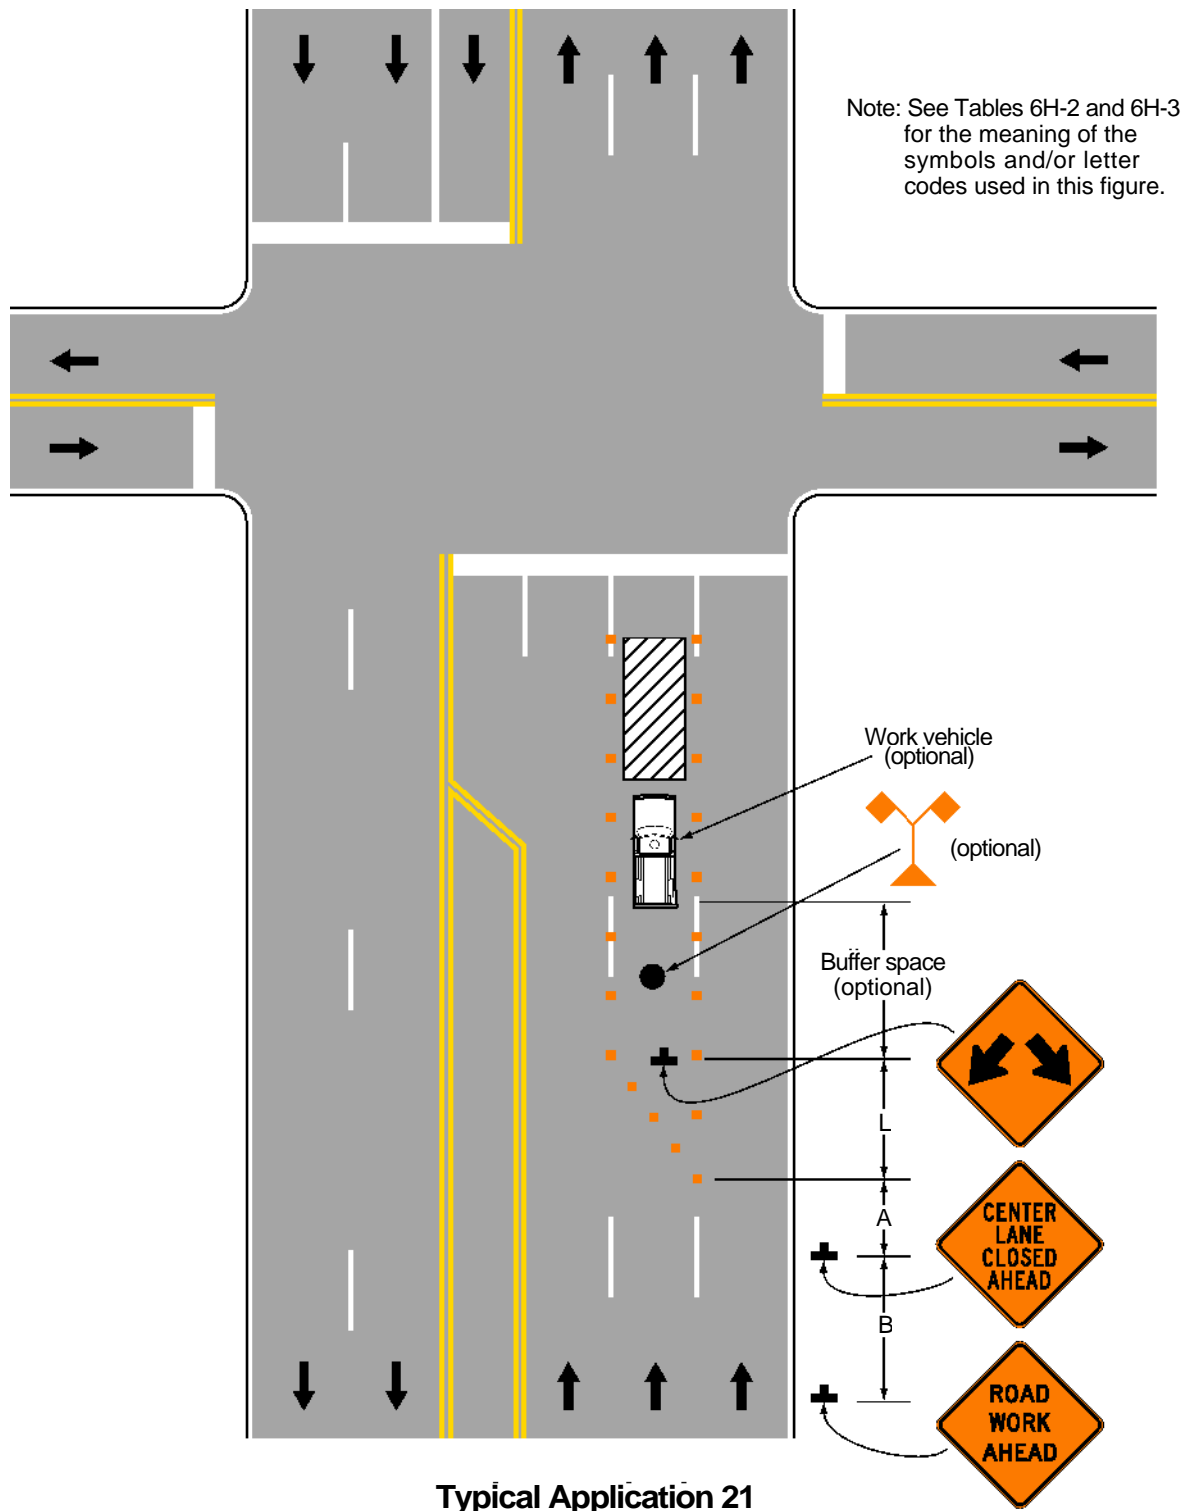 Note: See Tables 6H-2 and 6H-3
for the meaning of the
symbols and/or letter
codes used in this figure.
Work vehicle
(optional)
(optional)
Buffer space
(optional)
L
A
CENTER
LANE
CLOSED
AHEAD
B
ROAD
WORK
AHEAD
Typical Application 21